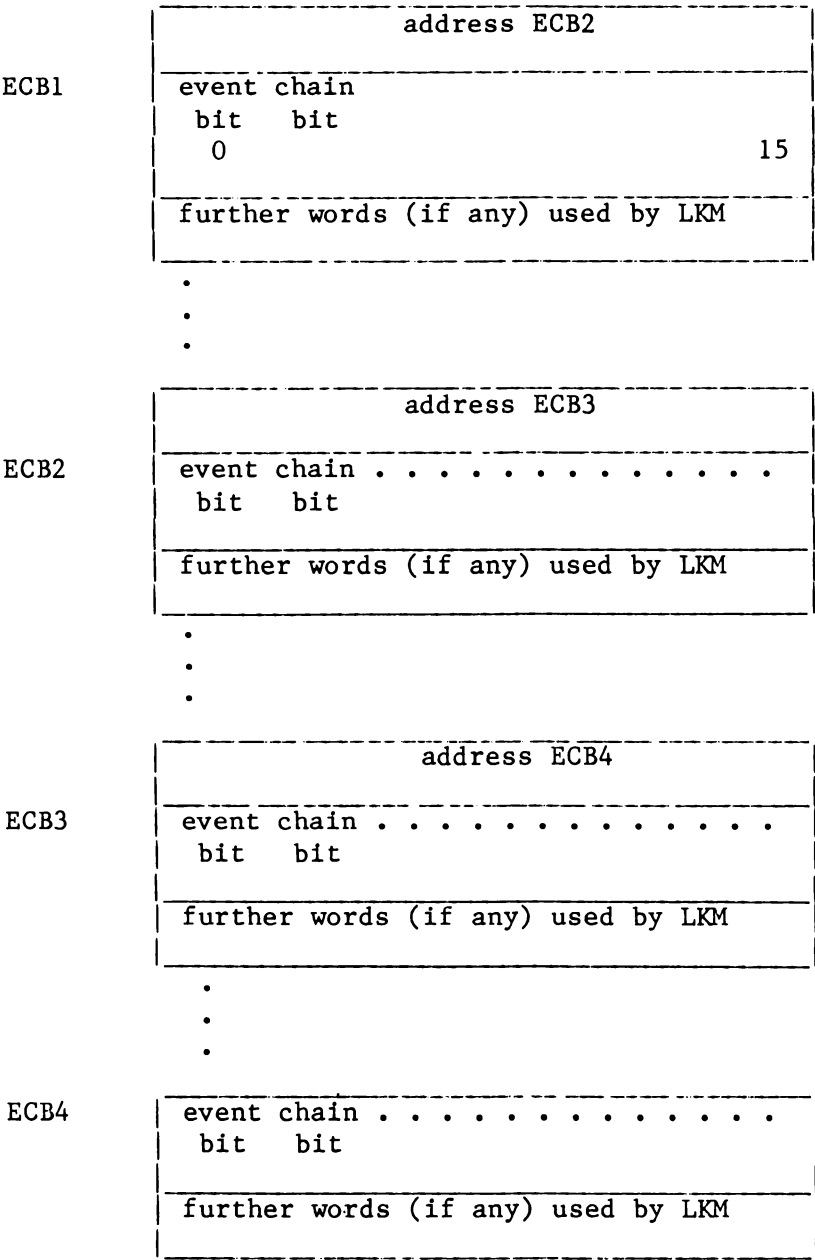 address ECB2
ECB1 event chain
bit bit
0 15
further words (if any) used by LKM
.
.
.
address ECB3
ECB2 event chain . . . . . . . . . . . . .
bit bit
further words (if any) used by LKM
.
.
.
address ECB4
ECB3 event chain . . . . . . . . . . . . .
bit bit
further words (if any) used by LKM
.
.
.
ECB4 event chain . . . . . . . . . . . . .
bit bit
further words (if any) used by LKM